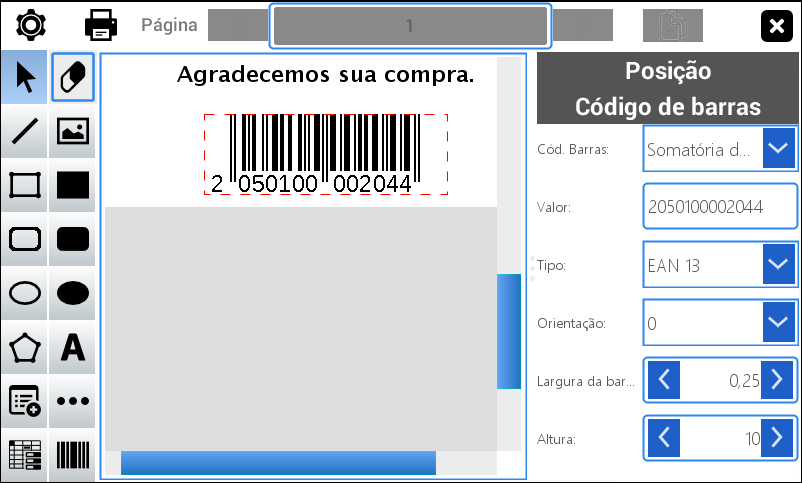 Página
1
Agradecemos sua compra.
2 050100 002044
A
Posição
Código de barras
Cód. Barras: Somatória d...
Valor: 2050100002044
Tipo: EAN 13
Orientação: 0
Largura da bar... 0,25
Altura: 10